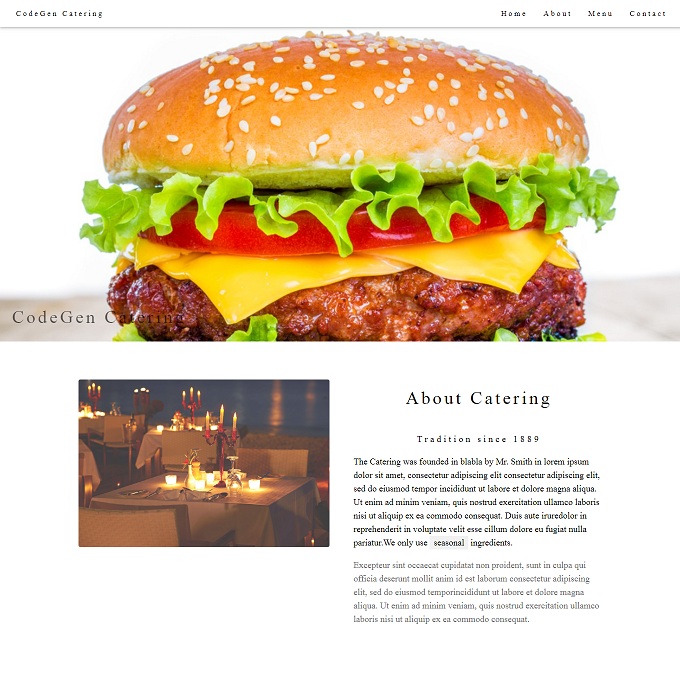 CodeGen Catering
Home About Menu Contact
CodeGen Catering
About Catering
Tradition since 1889
The Catering was founded in blabla by Mr. Smith in lorem ipsum
dolor sit amet, consectetur adipiscing elit consectetur adipiscing elit,
sed do eiusmod tempor incididunt ut labore et dolore magna aliqua.
Ut enim ad minim veniam, quis nostrud exercitation ullamco laboris
nisi ut aliquip ex ea commodo consequat. Duis aute iruredolor in
reprehenderit in voluptate velit esse cillum dolore eu fugiat nulla
pariatur.We only use seasonal ingredients.
Excepteur sint occaecat cupidatat non proident, sunt in culpa qui
officia deserunt mollit anim id est laborum consectetur adipiscing
elit, sed do eiusmod temporincididunt ut labore et dolore magna
aliqua. Ut enim ad minim veniam, quis nostrud exercitation ullamco
laboris nisi ut aliquip ex ea commodo consequat.